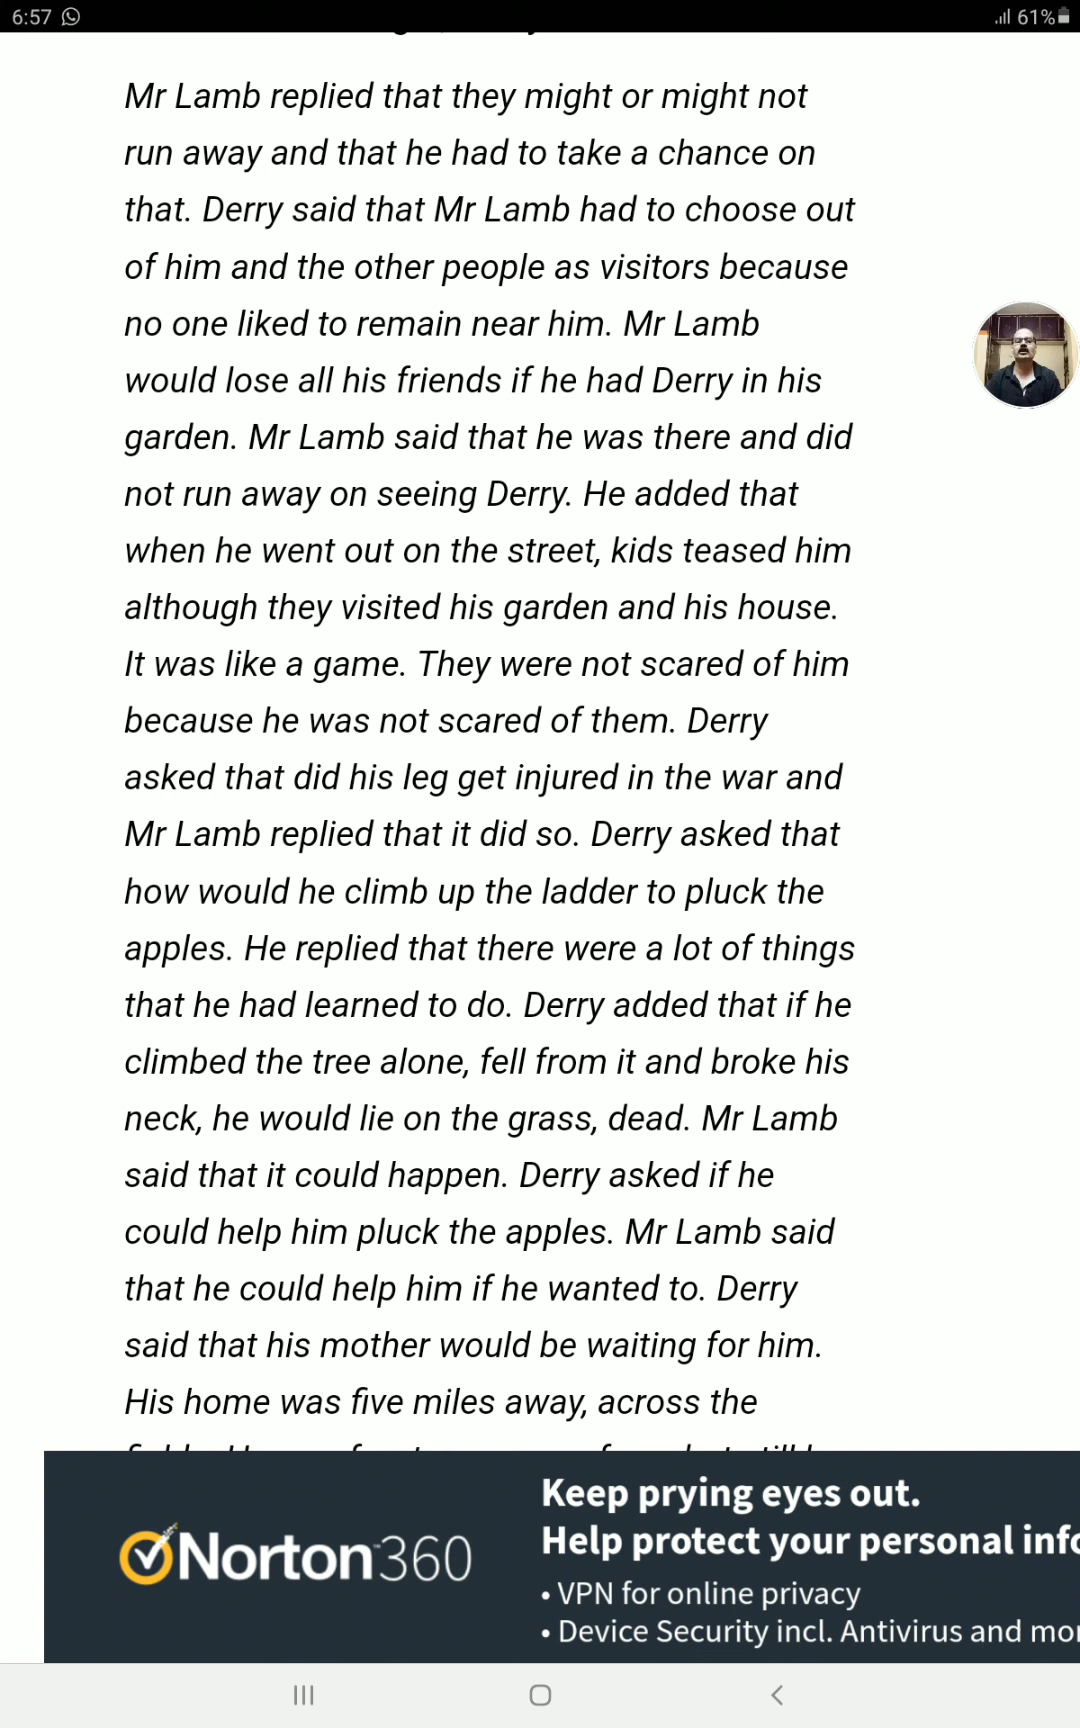 6:57
61%
Mr Lamb replied that they might or might not
run away and that he had to take a chance on
that. Derry said that Mr Lamb had to choose out
of him and the other people as visitors because
no one liked to remain near him. Mr Lamb
would lose all his friends if he had Derry in his
garden. Mr Lamb said that he was there and did
not run away on seeing Derry. He added that
when he went out on the street, kids teased him
although they visited his garden and his house.
It was like a game. They were not scared of him
because he was not scared of them. Derry
asked that did his leg get injured in the war and
Mr Lamb replied that it did so. Derry asked that
how would he climb up the ladder to pluck the
apples. He replied that there were a lot of things
that he had learned to do. Derry added that if he
climbed the tree alone, fell from it and broke his
neck, he would lie on the grass, dead. Mr Lamb
said that it could happen. Derry asked if he
could help him pluck the apples. Mr Lamb said
that he could help him if he wanted to. Derry
said that his mother would be waiting for him.
His home was five miles away, across the
Norton 360
Keep prying eyes out.
Help protect your personal info
• VPN for online privacy
• Device Security incl. Antivirus and mo